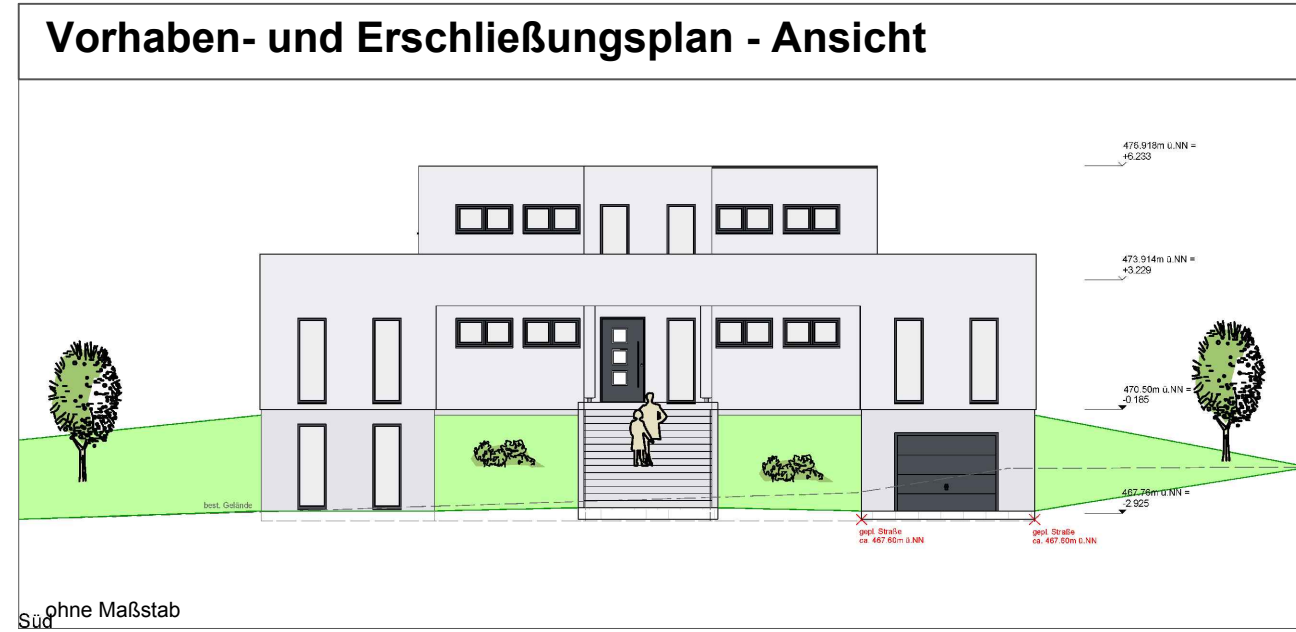 Vorhaben- und Erschließungsplan - Ansicht
476.918m ü.NN =
+6.233
473.914m ü.NN =
+3.229
470.50m ü.NN =
-0.185
best. Gelände
467.76m ü.NN =
-2.925
gepl. Straße
ca. 467.60m ü.NN
gepl. Straße
ca. 467.60m ü.NN
ohne Maßstab
Süd